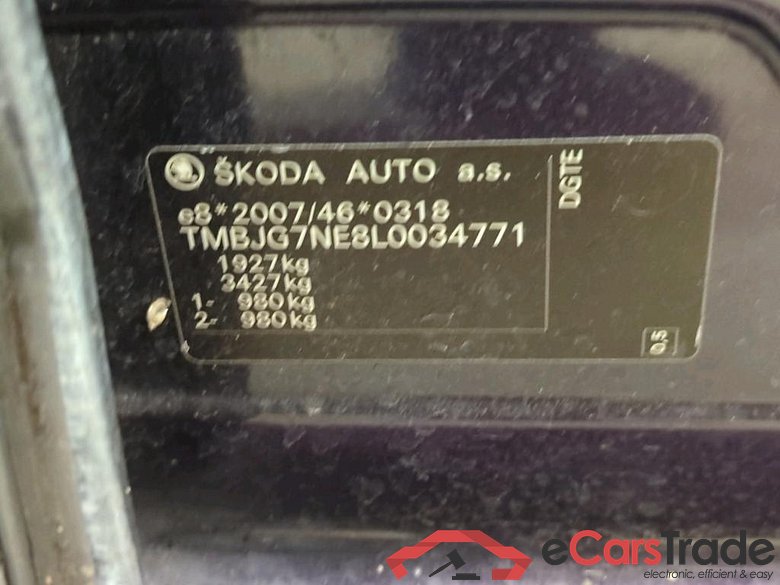 ŠKODA AUTO a.s.
e8*2007/46*0318
TMBJG7NE8L0034771
1927kg
3427kg
1- 980kg
2- 980kg
DGTE
0,5
eCarsTrade
electronic, efficient & easy